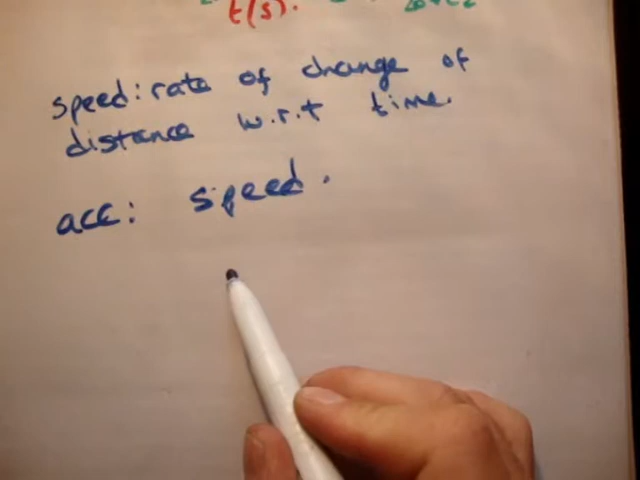 t(s).
speed: rate of change of
distance w.r.t time.
acc: speed.